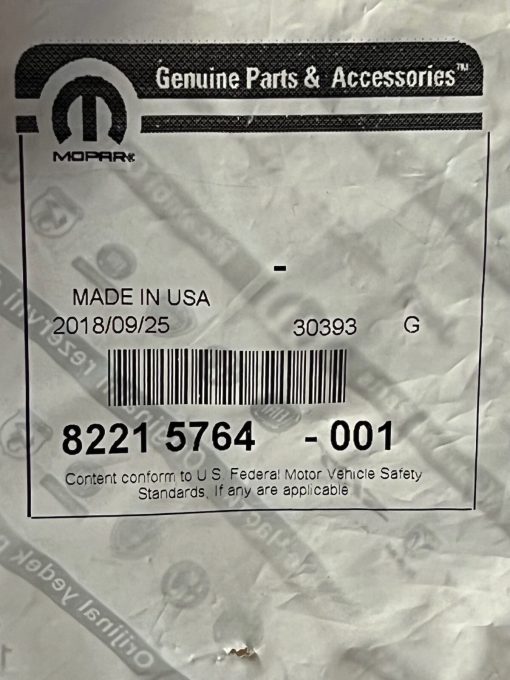 Genuine Parts & Accessories™
MOPAR
-
MADE IN USA
2018/09/25 30393 G
8221 5764 - 001
Content conform to U S. Federal Motor Vehicle Safety
Standards, If any are applicable
Orijinal yedek